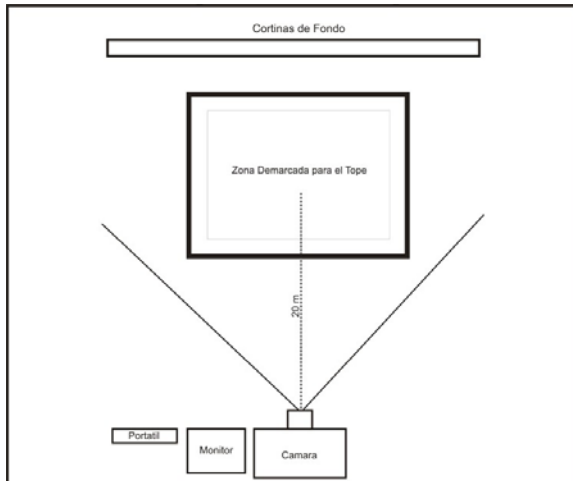 Cortinas de Fondo
Zona Demarcada para el Tope
20 m
Portatil
Monitor
Camara